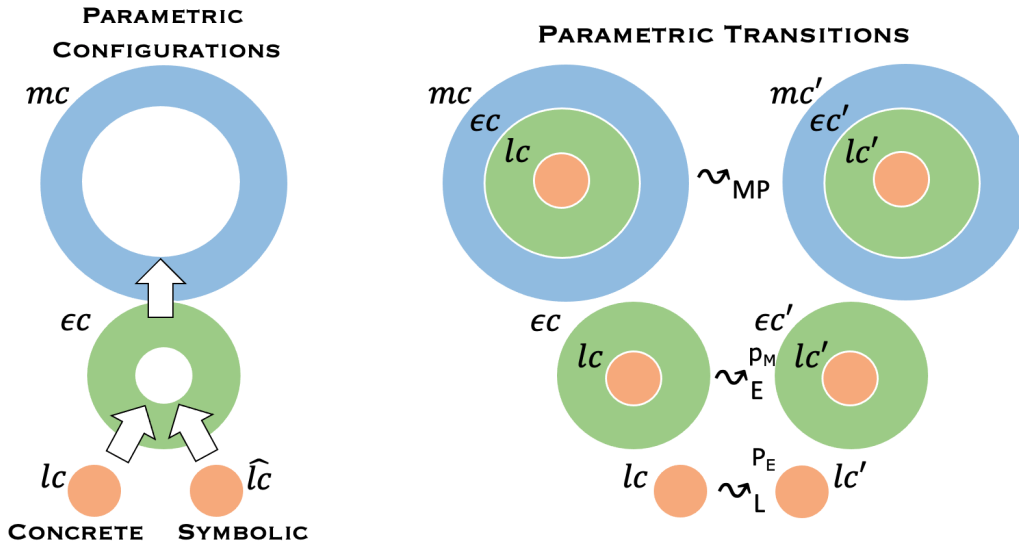 PARAMETRIC
CONFIGURATIONS
mc
ϵc
lc
l̂c
CONCRETE SYMBOLIC
PARAMETRIC TRANSITIONS
mc
ϵc
lc
⇝ MP
mc′
ϵc′
lc′
ϵc
lc
⇝ pM
E
ϵc′
lc′
lc
⇝ PE
L
lc′